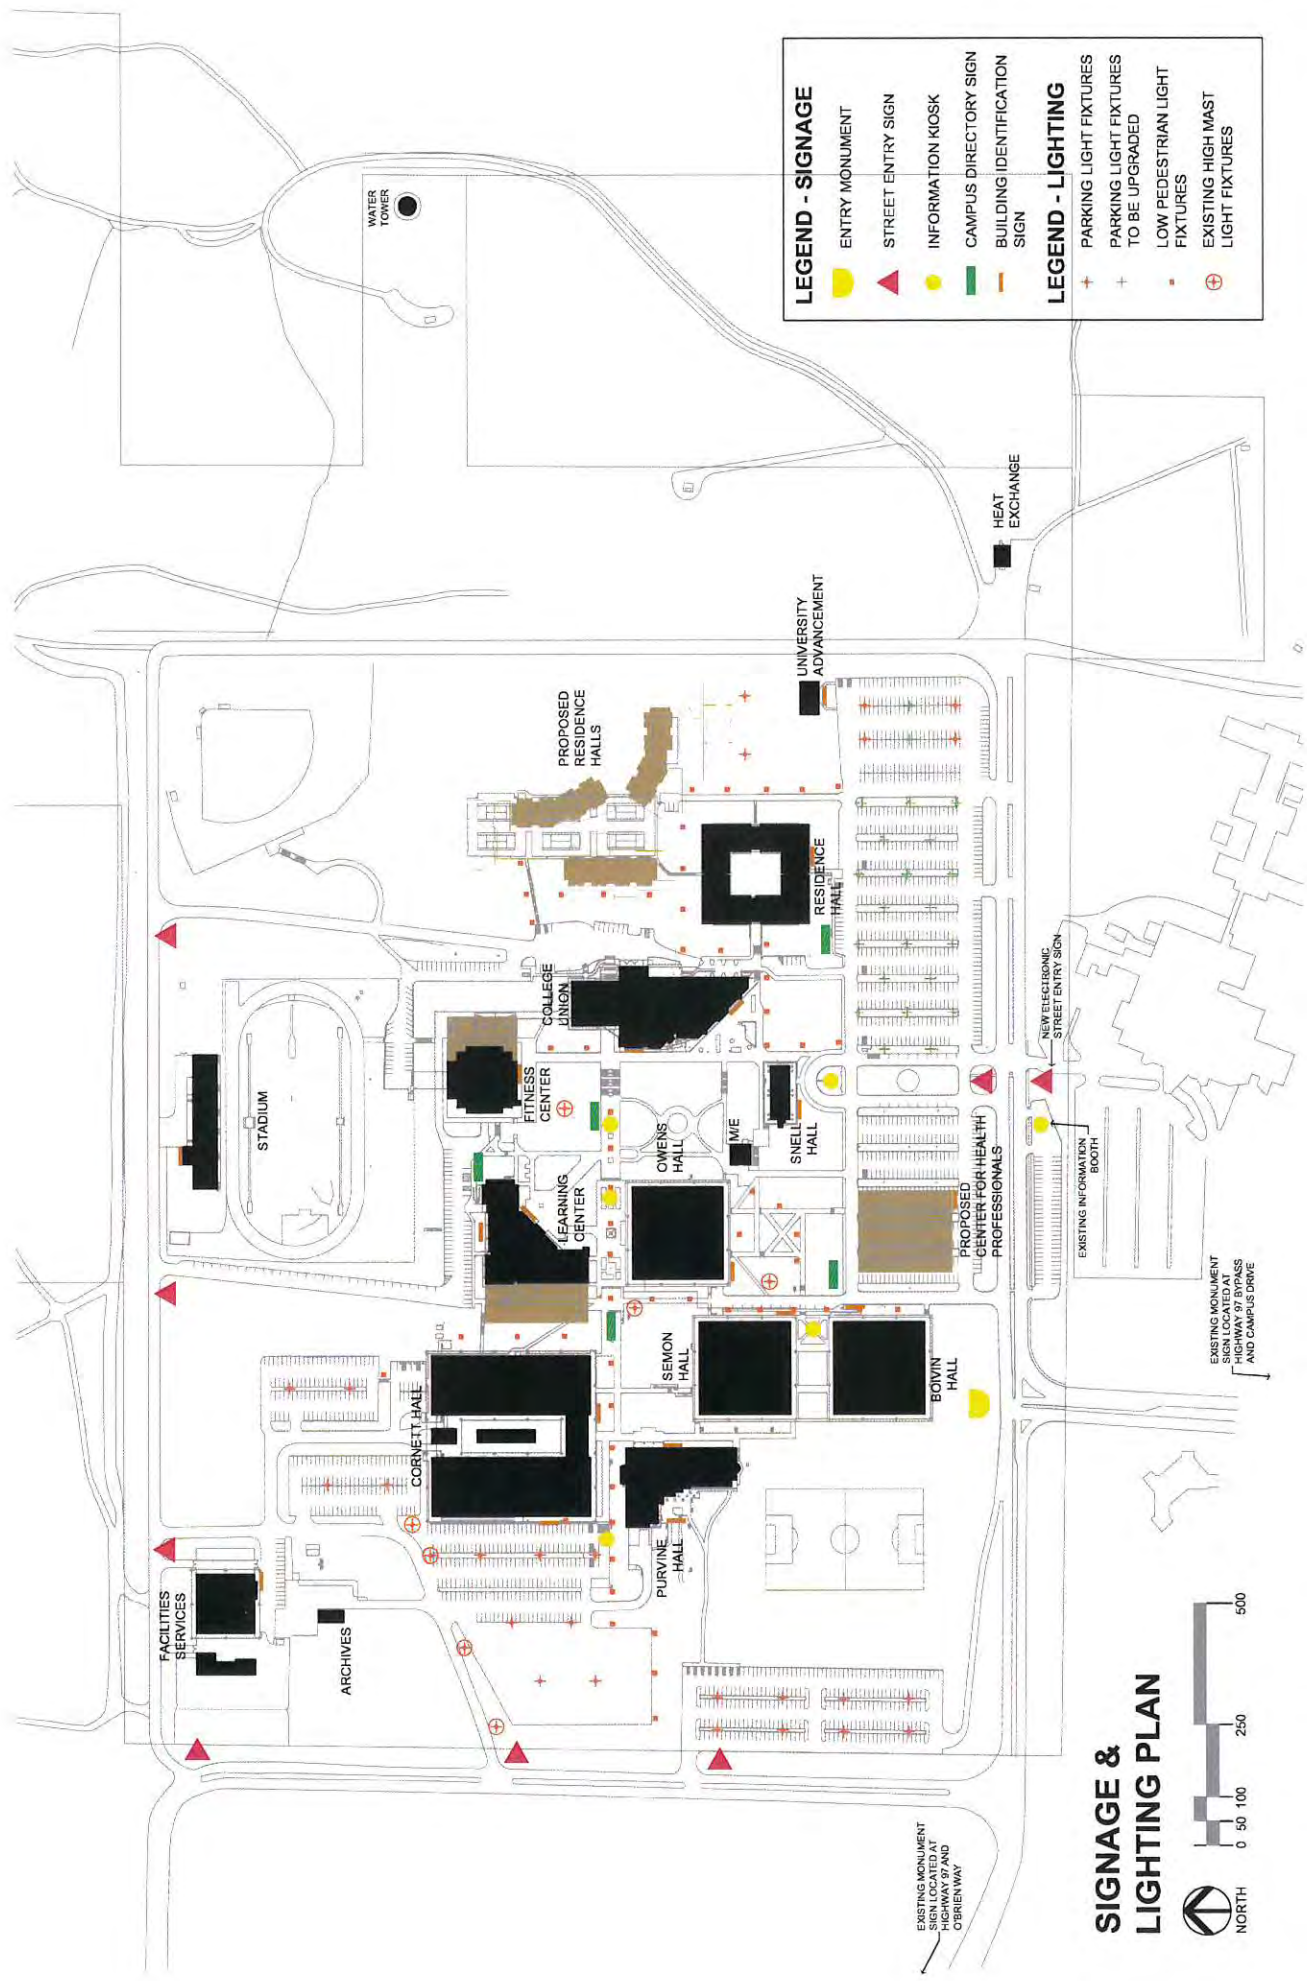 SIGNAGE &
LIGHTING PLAN
NORTH
0 50 100 250 500
LEGEND - SIGNAGE
ENTRY MONUMENT
STREET ENTRY SIGN
INFORMATION KIOSK
CAMPUS DIRECTORY SIGN
BUILDING IDENTIFICATION
SIGN
LEGEND - LIGHTING
PARKING LIGHT FIXTURES
PARKING LIGHT FIXTURES
TO BE UPGRADED
LOW PEDESTRIAN LIGHT
FIXTURES
EXISTING HIGH MAST
LIGHT FIXTURES
FACILITIES
SERVICES
ARCHIVES
STADIUM
WATER
TOWER
CORNETT HALL
LEARNING
CENTER
FITNESS
CENTER
COLLEGE
UNION
PROPOSED
RESIDENCE
HALLS
PURVINE
HALL
SEMON
HALL
OWENS
HALL
M/E
SNELL
HALL
RESIDENCE
HALL
UNIVERSITY
ADVANCEMENT
BOIVIN
HALL
PROPOSED
CENTER FOR HEALTH
PROFESSIONALS
HEAT
EXCHANGE
NEW ELECTRONIC
STREET ENTRY SIGN
EXISTING INFORMATION
BOOTH
EXISTING MONUMENT
SIGN LOCATED AT
HIGHWAY 97 BYPASS
AND CAMPUS DRIVE
EXISTING MONUMENT
SIGN LOCATED AT
HIGHWAY 97 AND
O'BRIEN WAY